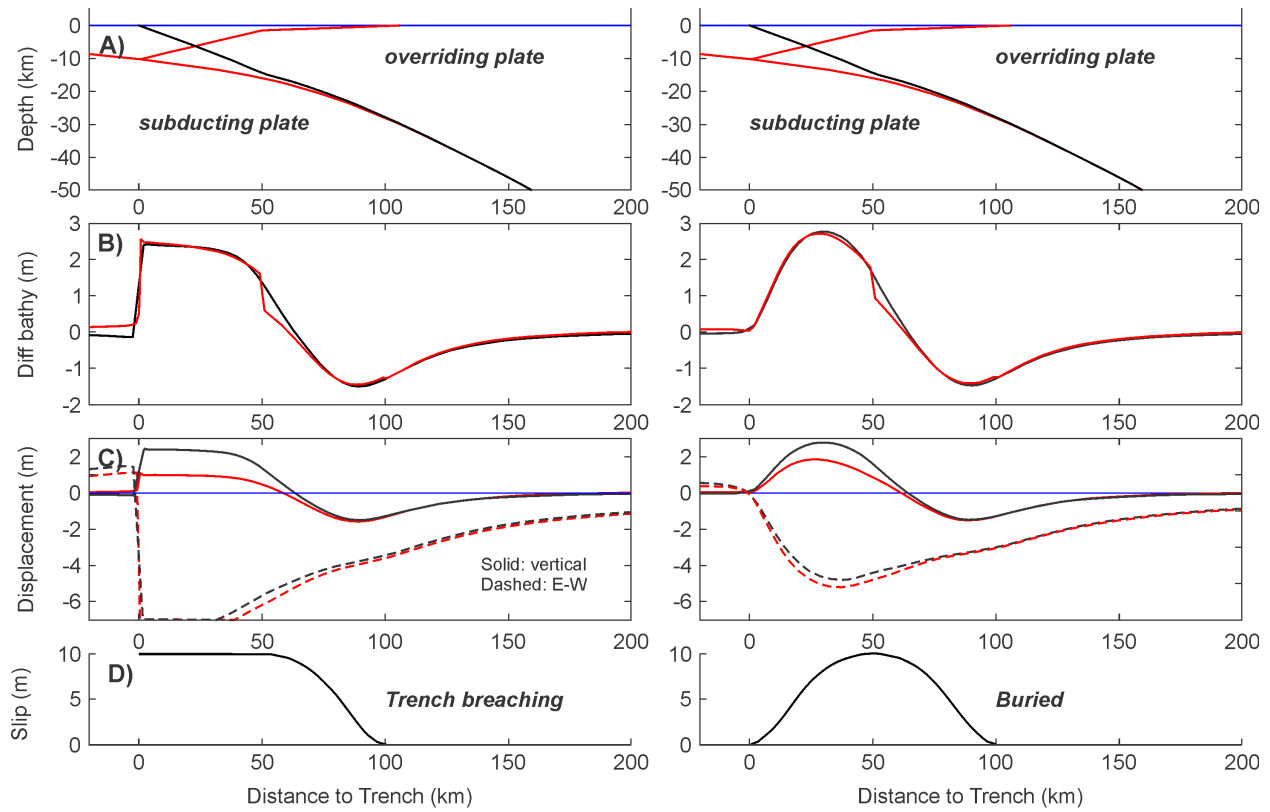 0 0
A)
-10 -10
overriding plate overriding plate
Depth (km)
-20 -20
-30 -30
subducting plate subducting plate
-40 -40
-50 -50
0 50 100 150 200 0 50 100 150 200
3 3
B)
2 2
Diff bathy (m)
1 1
0 0
-1 -1
-2 -2
0 50 100 150 200 0 50 100 150 200
C)
2 2
0 0
Displacement (m)
-2 -2
-4 -4
Solid: vertical
Dashed: E-W
-6 -6
0 50 100 150 200 0 50 100 150 200
10 10
D)
Slip (m)
5 Trench breaching 5 Buried
0 0
0 50 100 150 200 0 50 100 150 200
Distance to Trench (km) Distance to Trench (km)